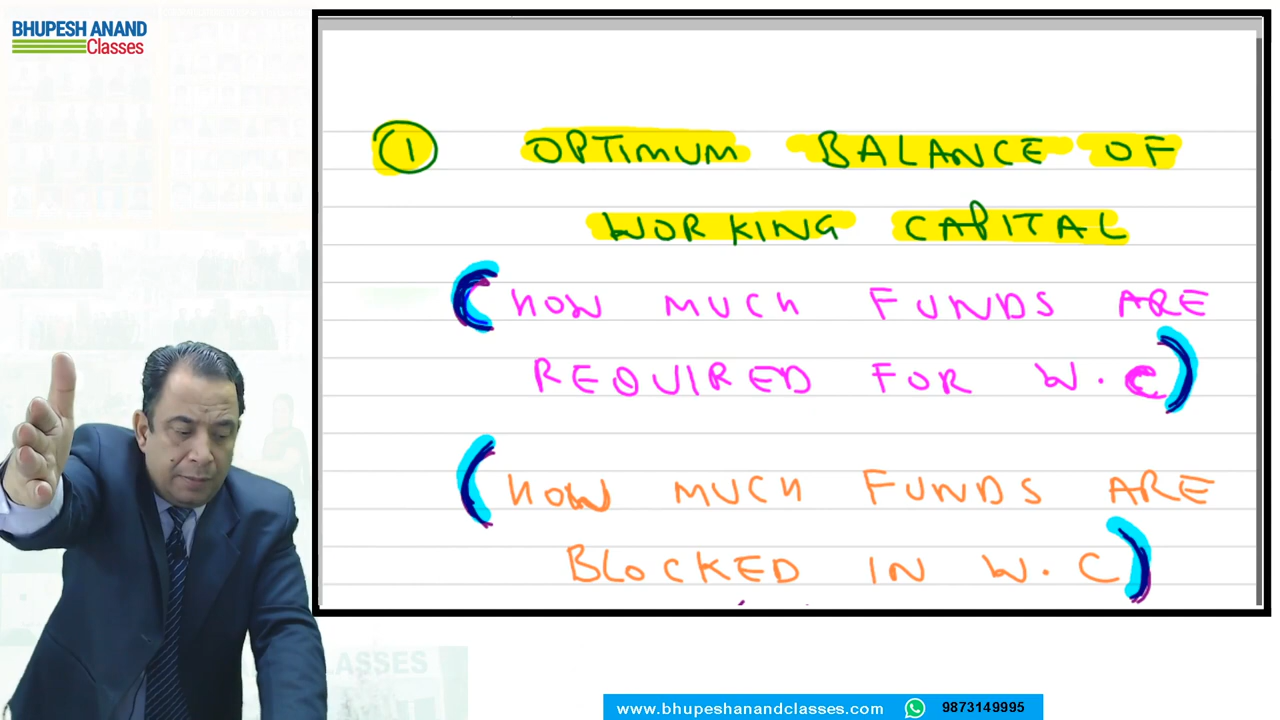 BHUPESH ANAND
Classes
① OPTIMUM BALANCE OF
WORKING CAPITAL
(HOW MUCH FUNDS ARE
REQUIRED FOR W.C)
(HOW MUCH FUNDS ARE
BLOCKED IN W.C)
LASSES
www.bhupeshanandclasses.com 9873149995